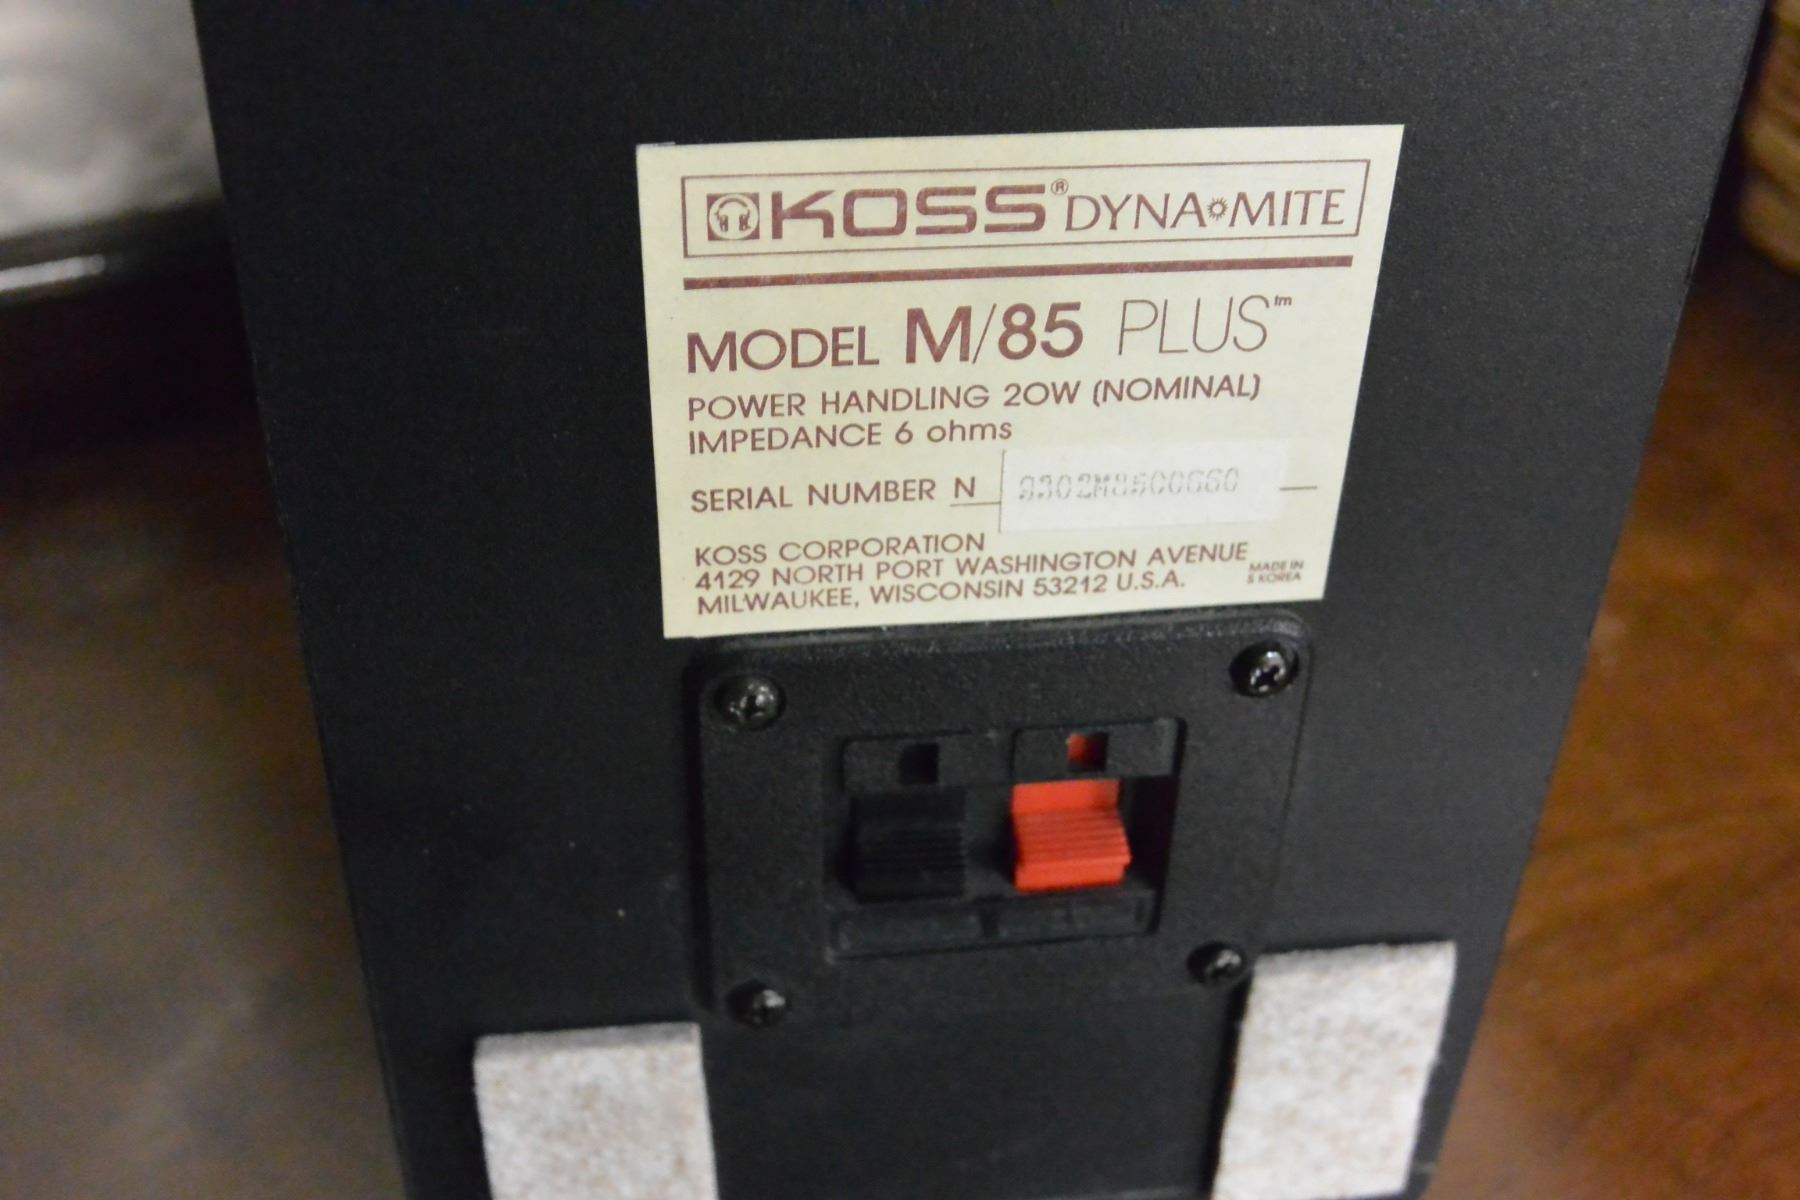 KOSS® DYNA MITE
MODEL M/85 PLUS™
POWER HANDLING 20W (NOMINAL)
IMPEDANCE 6 ohms
SERIAL NUMBER N
KOSS CORPORATION
4129 NORTH PORT WASHINGTON AVENUE
MILWAUKEE, WISCONSIN 53212 U.S.A.
MADE IN
S KOREA